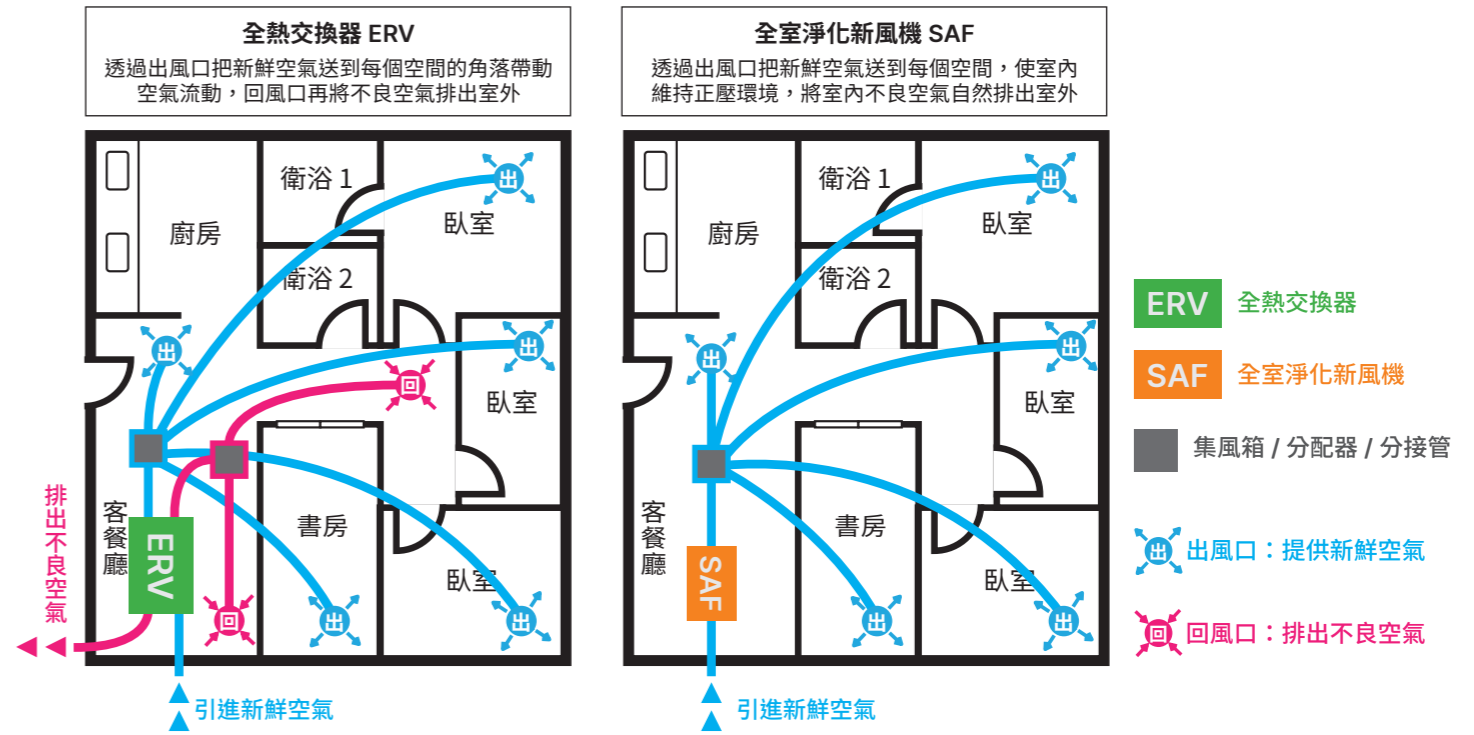 全熱交換器 ERV
透過出風口把新鮮空氣送到每個空間的角落帶動
空氣流動，回風口再將不良空氣排出室外
全室淨化新風機 SAF
透過出風口把新鮮空氣送到每個空間，使室內
維持正壓環境，將室內不良空氣自然排出室外
廚房
衛浴 1
衛浴 2
臥室
出
出
出
回
臥室
排出不良空氣
客餐廳
ERV
書房
臥室
回
出
出
引進新鮮空氣
廚房
衛浴 1
衛浴 2
臥室
出
出
出
臥室
客餐廳
SAF
書房
臥室
出
出
引進新鮮空氣
ERV 全熱交換器
SAF 全室淨化新風機
集風箱 / 分配器 / 分接管
出 出風口：提供新鮮空氣
回 回風口：排出不良空氣